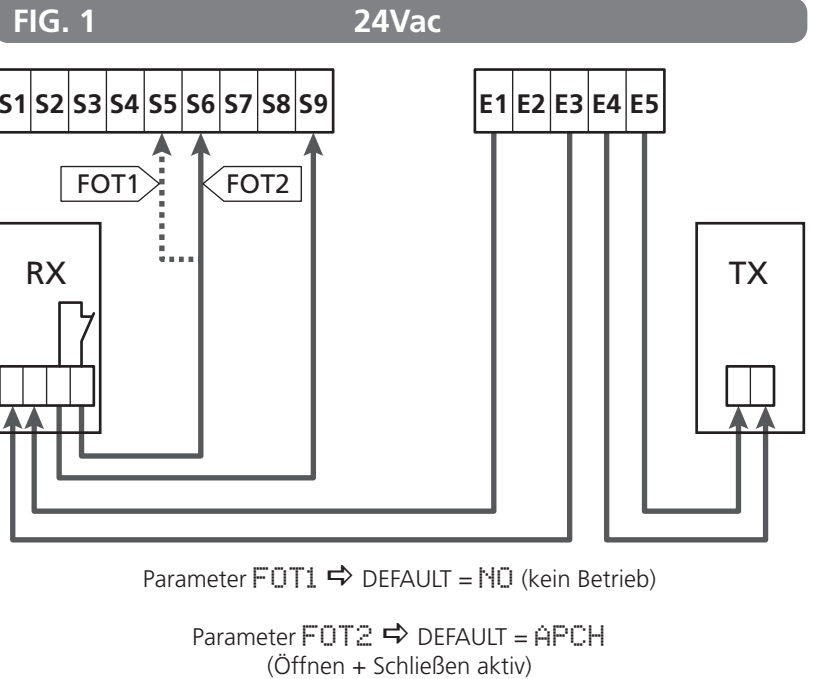 FIG. 1 24Vac
S1 S2 S3 S4 S5 S6 S7 S8 S9 E1 E2 E3 E4 E5
FOT1 FOT2
RX TX
Parameter FOT1 ⇨ DEFAULT = NO (kein Betrieb)
Parameter FOT2 ⇨ DEFAULT = APCH
(Öffnen + Schließen aktiv)